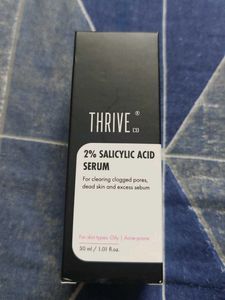 THRIVE®
CO
2% SALICYLIC ACID
SERUM
For clearing clogged pores,
dead skin and excess sebum
For skin types: Oily | Acne-prone
30 ml / 1.01 fl.oz.